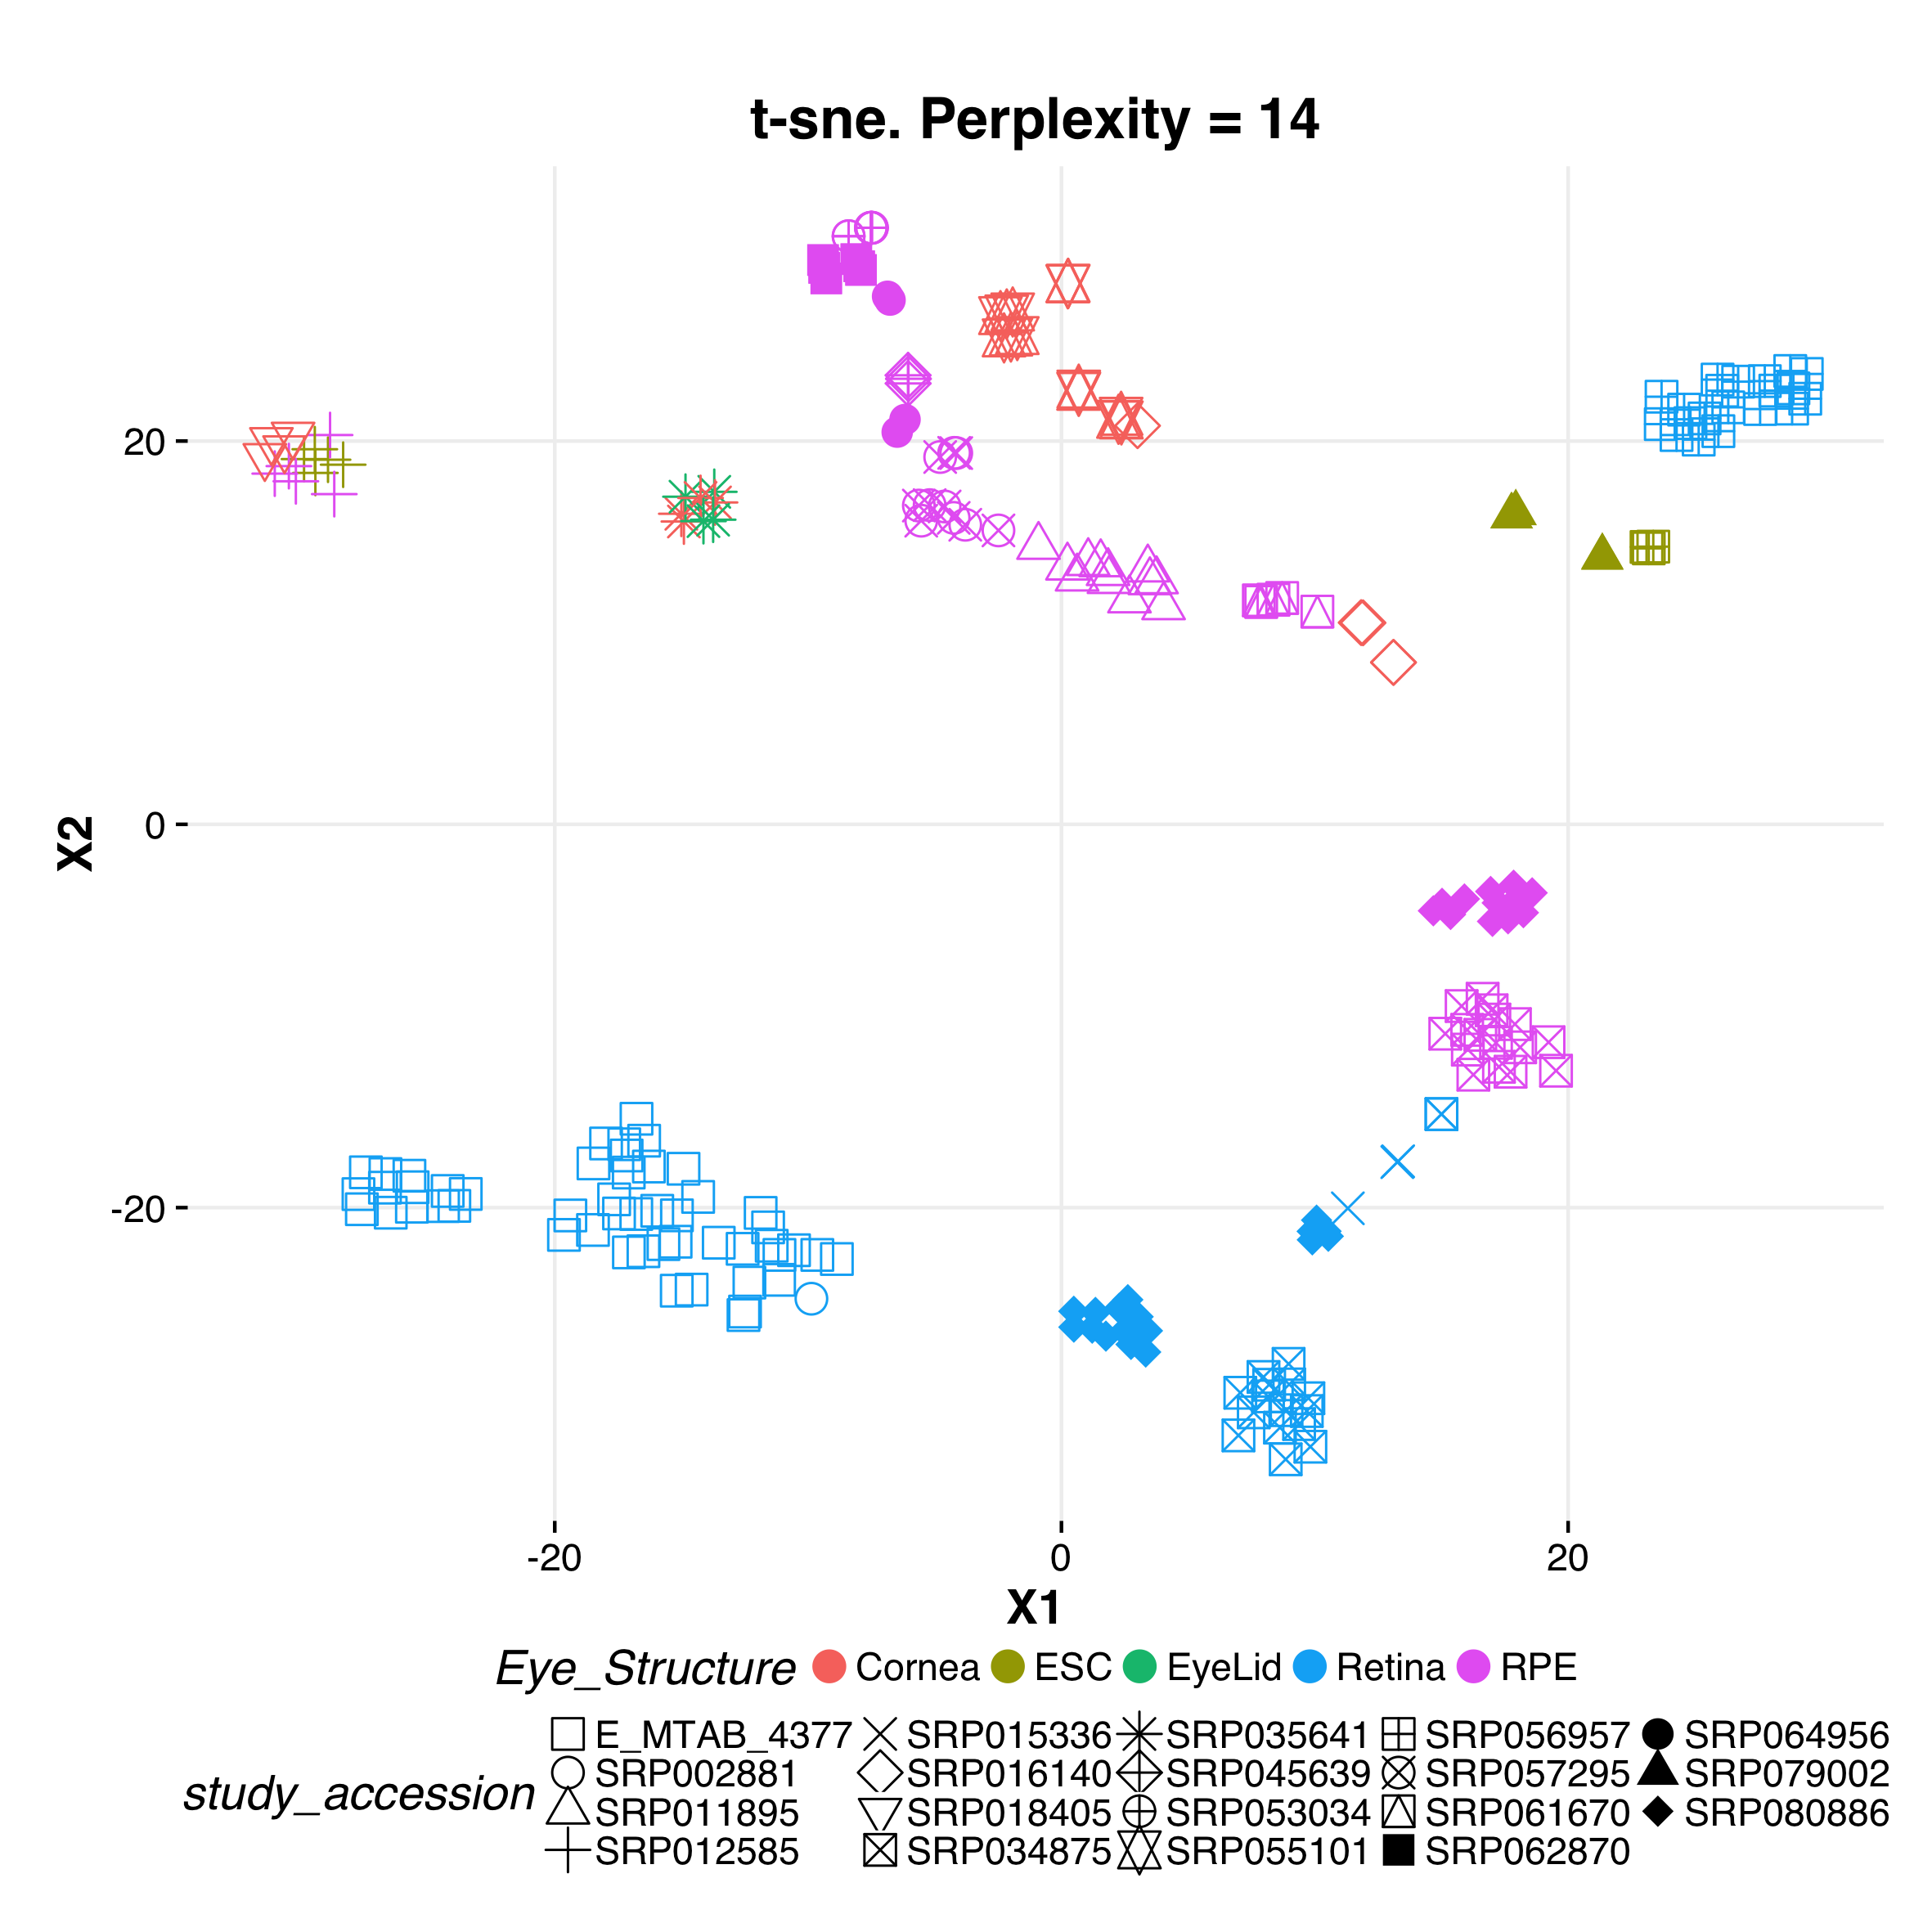 t-sne. Perplexity = 14
20
0
-20
X2
-20 0 20
X1
Eye_Structure Cornea ESC EyeLid Retina RPE
study_accession
E_MTAB_4377 SRP015336 SRP035641 SRP056957 SRP064956
SRP002881 SRP016140 SRP045639 SRP057295 SRP079002
SRP011895 SRP018405 SRP053034 SRP061670 SRP080886
SRP012585 SRP034875 SRP055101 SRP062870